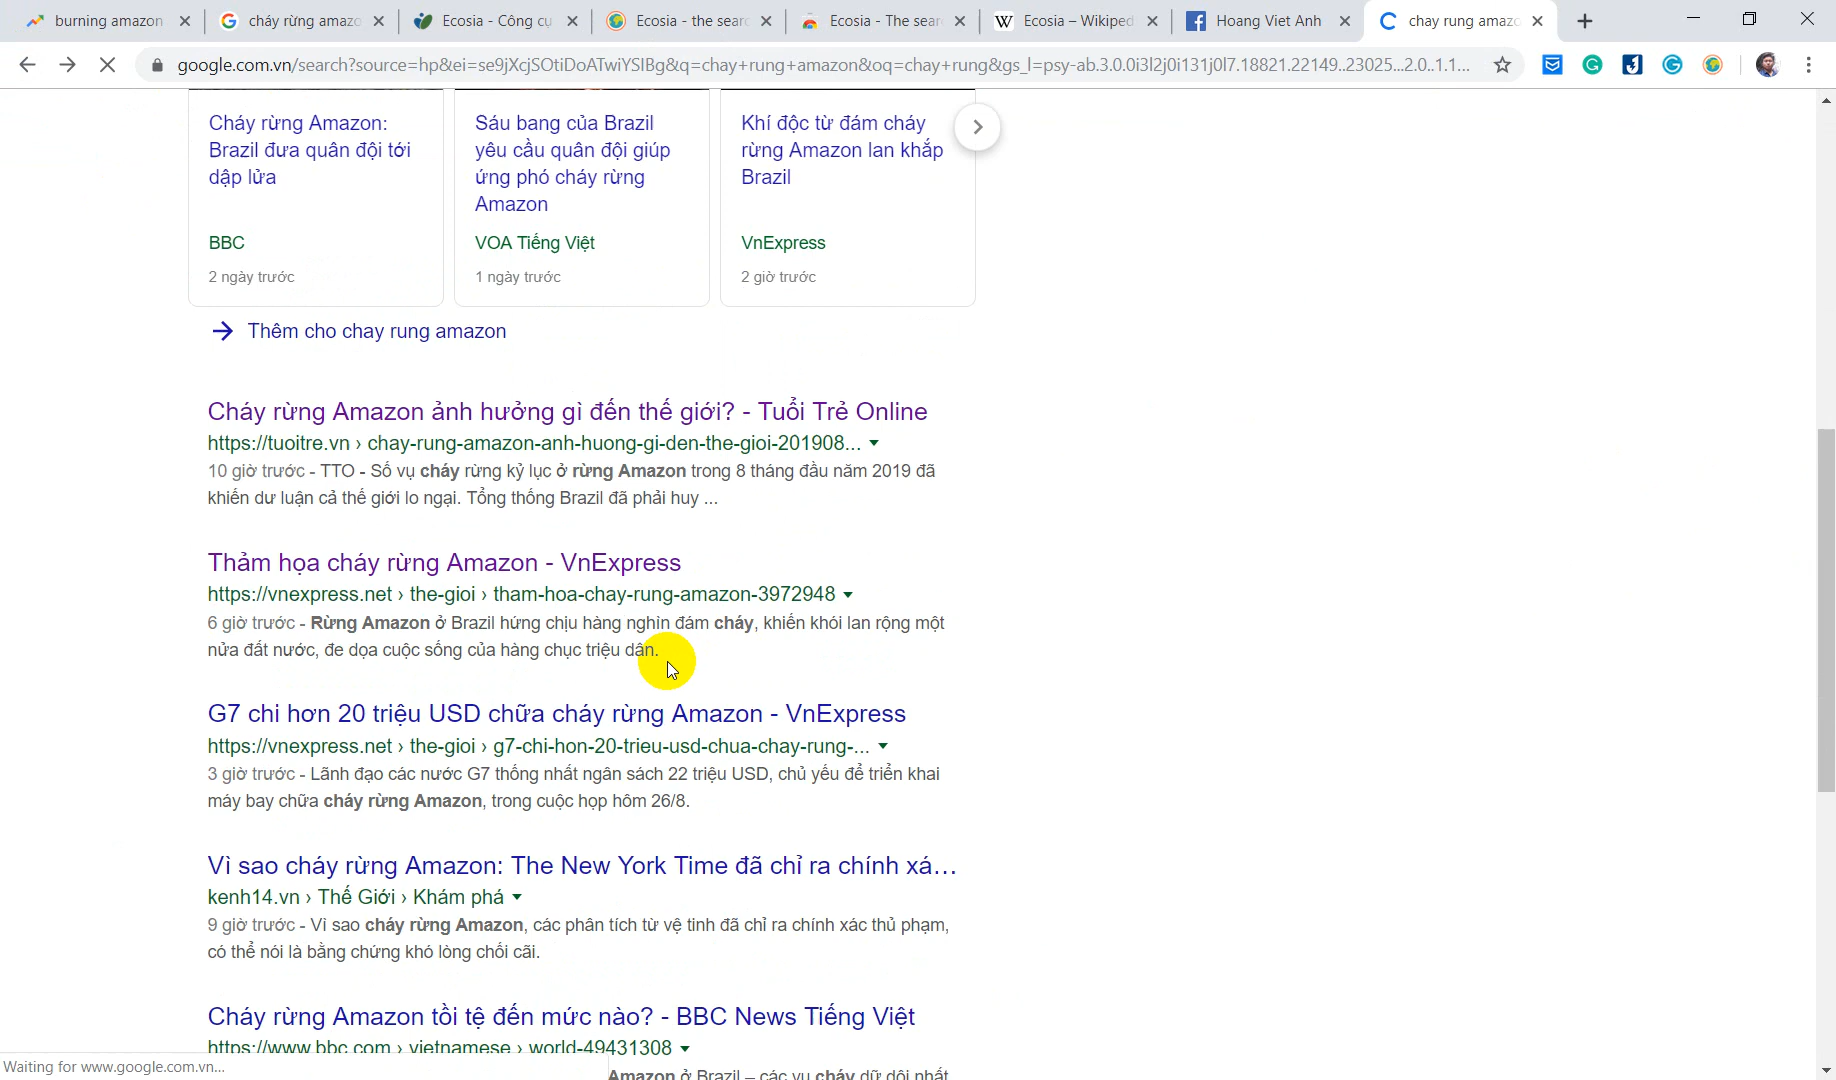 burning amazon
cháy rừng amazo
Ecosia - Công cụ
Ecosia - the sear
Ecosia - The sear
Ecosia – Wikiped
Hoang Viet Anh
chay rung amazo
google.com.vn/search?source=hp&ei=se9jXcjSOtiDoATwiYSIBg&q=chay+rung+amazon&oq=chay+rung&gs_l=psy-ab.3.0.0i3l2j0i131j0l7.18821.22149..23025...2.0..1.1...
Cháy rừng Amazon:
Brazil đưa quân đội tới
dập lửa
BBC
2 ngày trước
Sáu bang của Brazil
yêu cầu quân đội giúp
ứng phó cháy rừng
Amazon
VOA Tiếng Việt
1 ngày trước
Khí độc từ đám cháy
rừng Amazon lan khắp
Brazil
VnExpress
2 giờ trước
Thêm cho chay rung amazon
Cháy rừng Amazon ảnh hưởng gì đến thế giới? - Tuổi Trẻ Online
https://tuoitre.vn › chay-rung-amazon-anh-huong-gi-den-the-gioi-201908...
10 giờ trước - TTO - Số vụ cháy rừng kỷ lục ở rừng Amazon trong 8 tháng đầu năm 2019 đã
khiến dư luận cả thế giới lo ngại. Tổng thống Brazil đã phải huy ...
Thảm họa cháy rừng Amazon - VnExpress
https://vnexpress.net › the-gioi › tham-hoa-chay-rung-amazon-3972948
6 giờ trước - Rừng Amazon ở Brazil hứng chịu hàng nghìn đám cháy, khiến khói lan rộng một
nửa đất nước, đe dọa cuộc sống của hàng chục triệu dân.
G7 chi hơn 20 triệu USD chữa cháy rừng Amazon - VnExpress
https://vnexpress.net › the-gioi › g7-chi-hon-20-trieu-usd-chua-chay-rung-...
3 giờ trước - Lãnh đạo các nước G7 thống nhất ngân sách 22 triệu USD, chủ yếu để triển khai
máy bay chữa cháy rừng Amazon, trong cuộc họp hôm 26/8.
Vì sao cháy rừng Amazon: The New York Time đã chỉ ra chính xá...
kenh14.vn › Thế Giới › Khám phá
9 giờ trước - Vì sao cháy rừng Amazon, các phân tích từ vệ tinh đã chỉ ra chính xác thủ phạm,
có thể nói là bằng chứng khó lòng chối cãi.
Cháy rừng Amazon tồi tệ đến mức nào? - BBC News Tiếng Việt
https://www.bbc.com › vietnamese › world-49431308
Amazon ở Brazil – các vụ cháy dữ dội nhất
Waiting for www.google.com.vn...